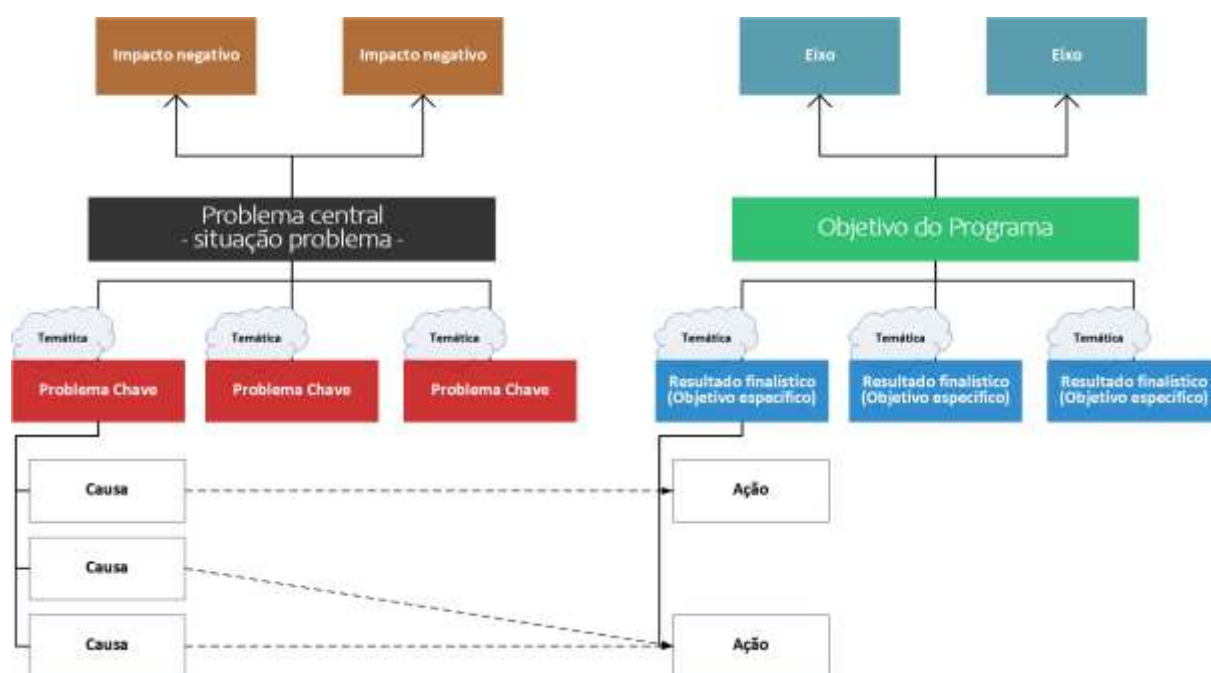 Impacto negativo
Impacto negativo
Eixo
Eixo
Problema central
- situação problema -
Objetivo do Programa
Temática
Temática
Temática
Temática
Temática
Temática
Problema Chave
Problema Chave
Problema Chave
Resultado finalístico
(Objetivo específico)
Resultado finalístico
(Objetivo específico)
Resultado finalístico
(Objetivo específico)
Causa
Ação
Causa
Causa
Ação